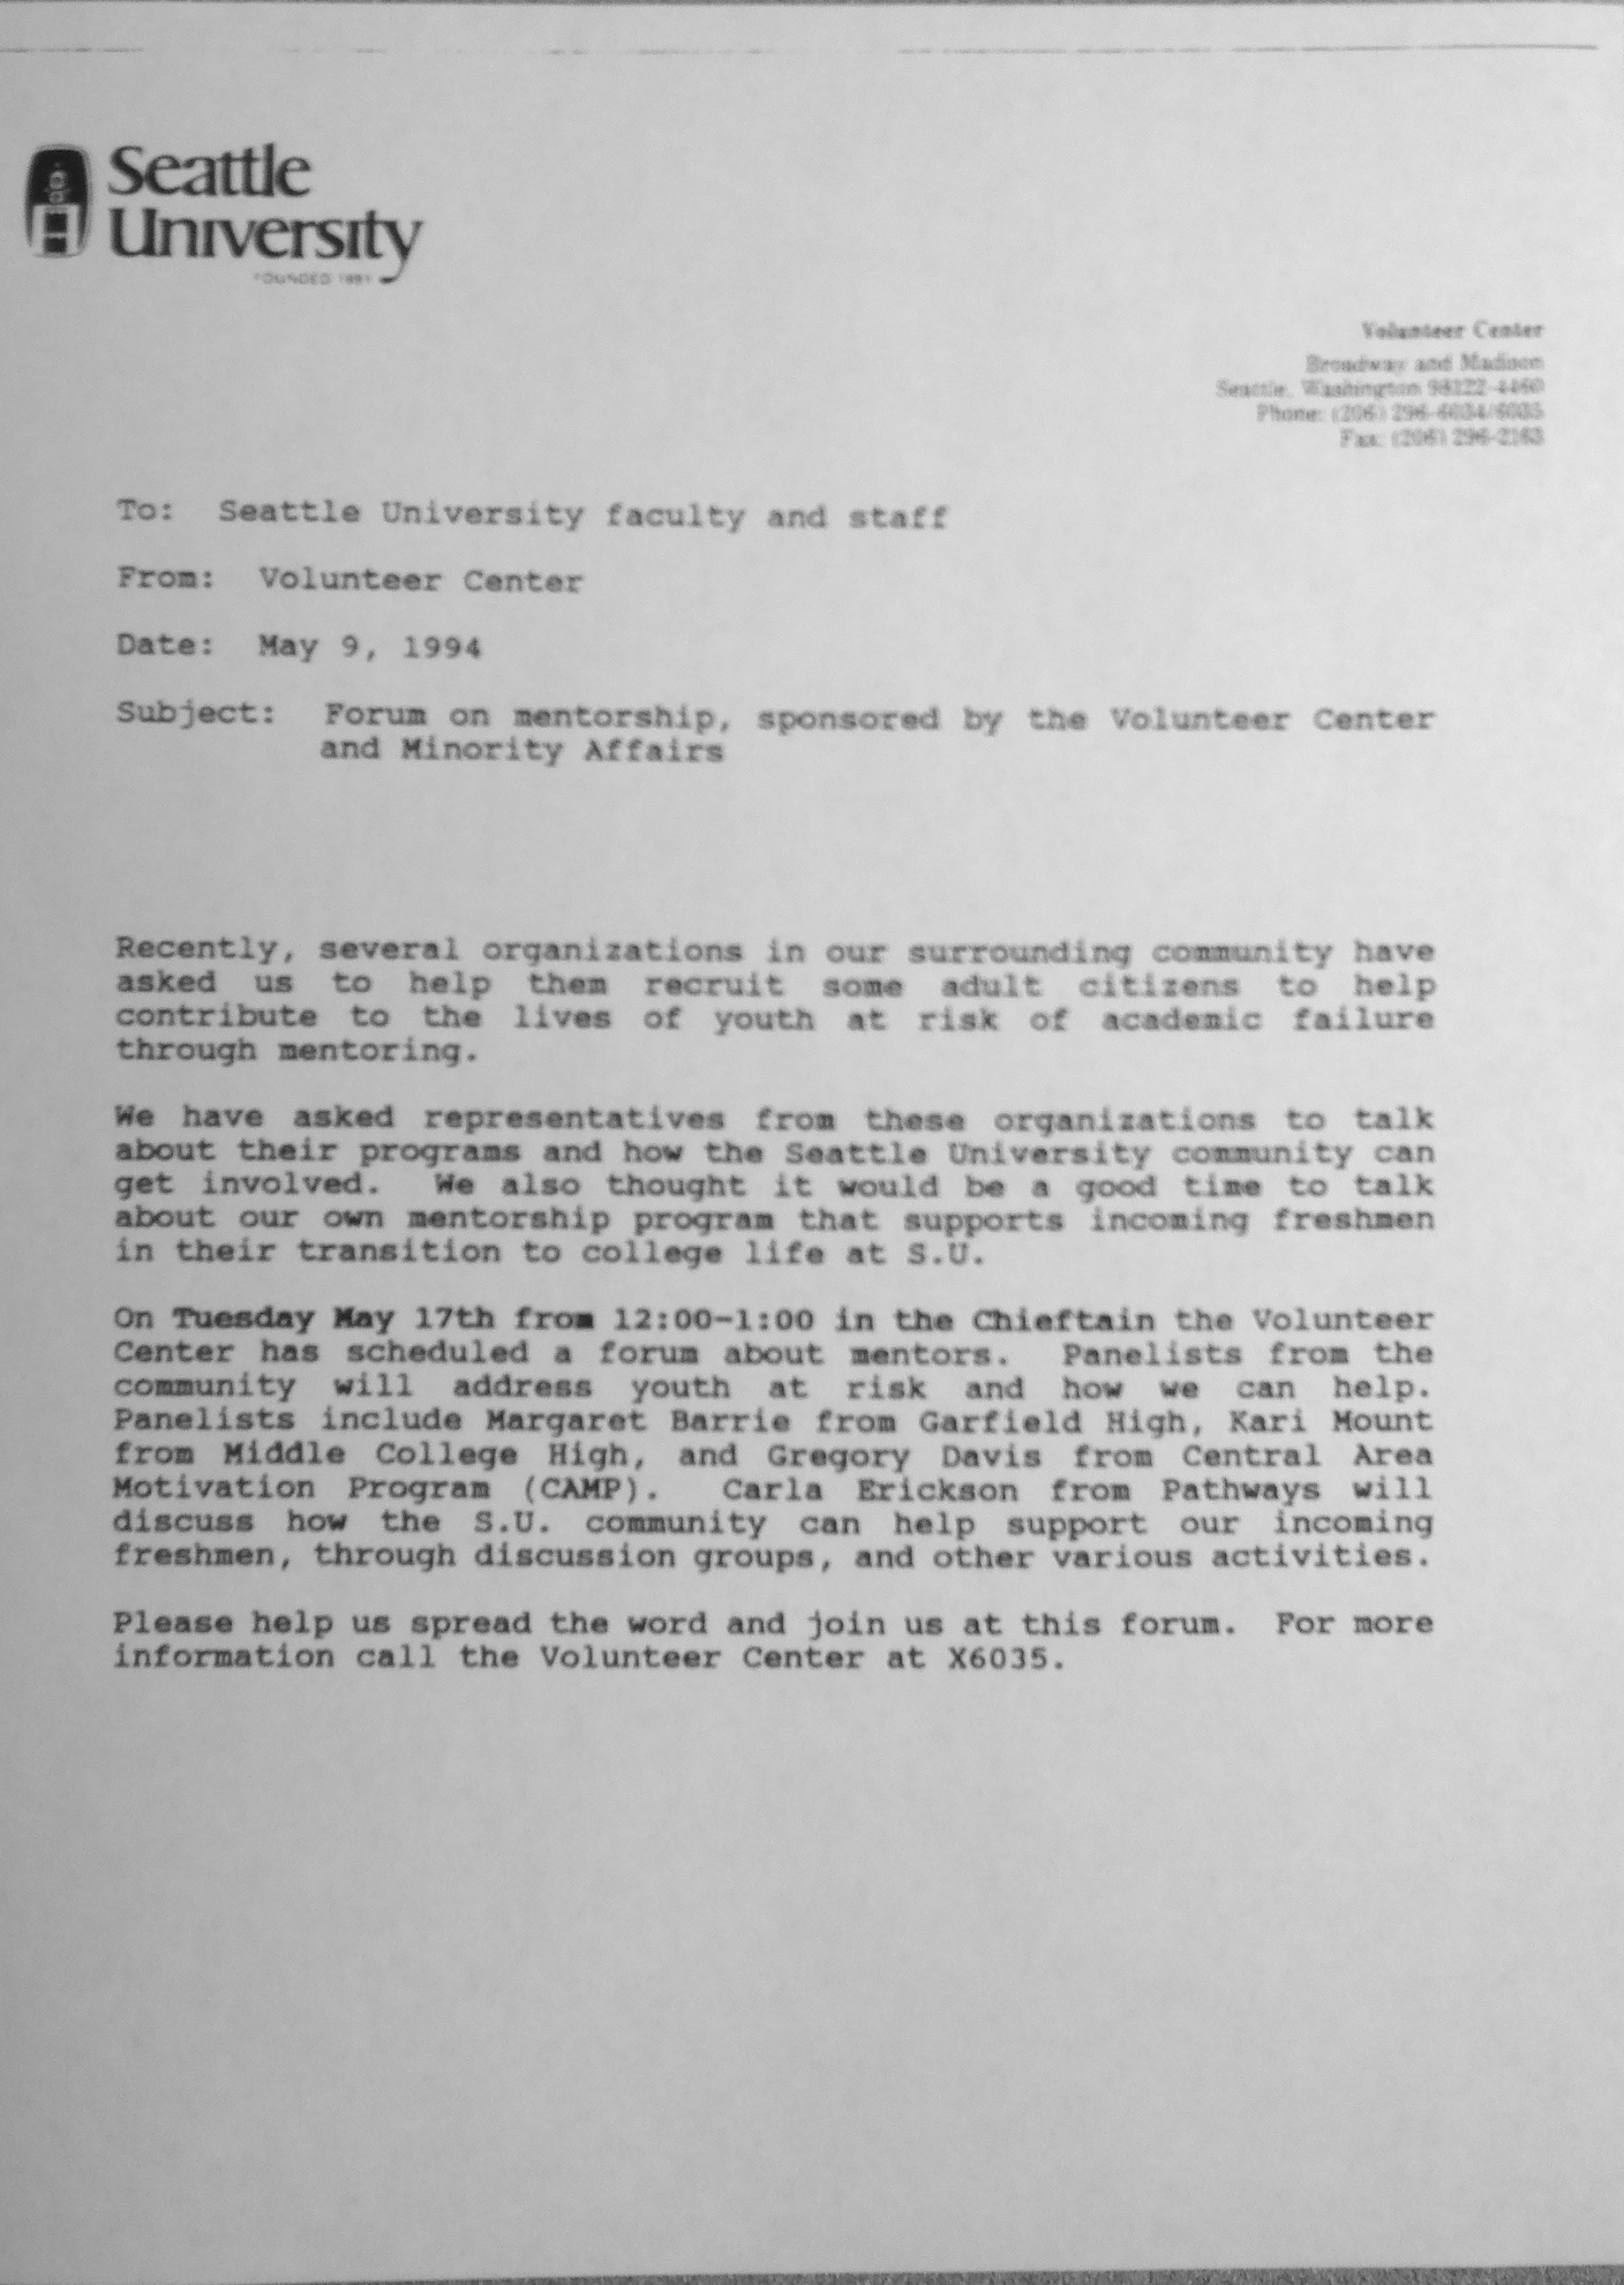 Seattle
University
FOUNDED 1891
Volunteer Center
Broadway and Madison
Seattle, Washington 98122-4460
Phone: (206) 296-6034/6035
Fax: (206) 296-2163
To:  Seattle University faculty and staff
From:  Volunteer Center
Date:  May 9, 1994
Subject:  Forum on mentorship, sponsored by the Volunteer Center
and Minority Affairs
Recently, several organizations in our surrounding community have
asked us to help them recruit some adult citizens to help
contribute to the lives of youth at risk of academic failure
through mentoring.
We have asked representatives from these organizations to talk
about their programs and how the Seattle University community can
get involved.  We also thought it would be a good time to talk
about our own mentorship program that supports incoming freshmen
in their transition to college life at S.U.
On Tuesday May 17th from 12:00-1:00 in the Chieftain the Volunteer
Center has scheduled a forum about mentors.  Panelists from the
community will address youth at risk and how we can help.
Panelists include Margaret Barrie from Garfield High, Kari Mount
from Middle College High, and Gregory Davis from Central Area
Motivation Program (CAMP).  Carla Erickson from Pathways will
discuss how the S.U. community can help support our incoming
freshmen, through discussion groups, and other various activities.
Please help us spread the word and join us at this forum.  For more
information call the Volunteer Center at X6035.